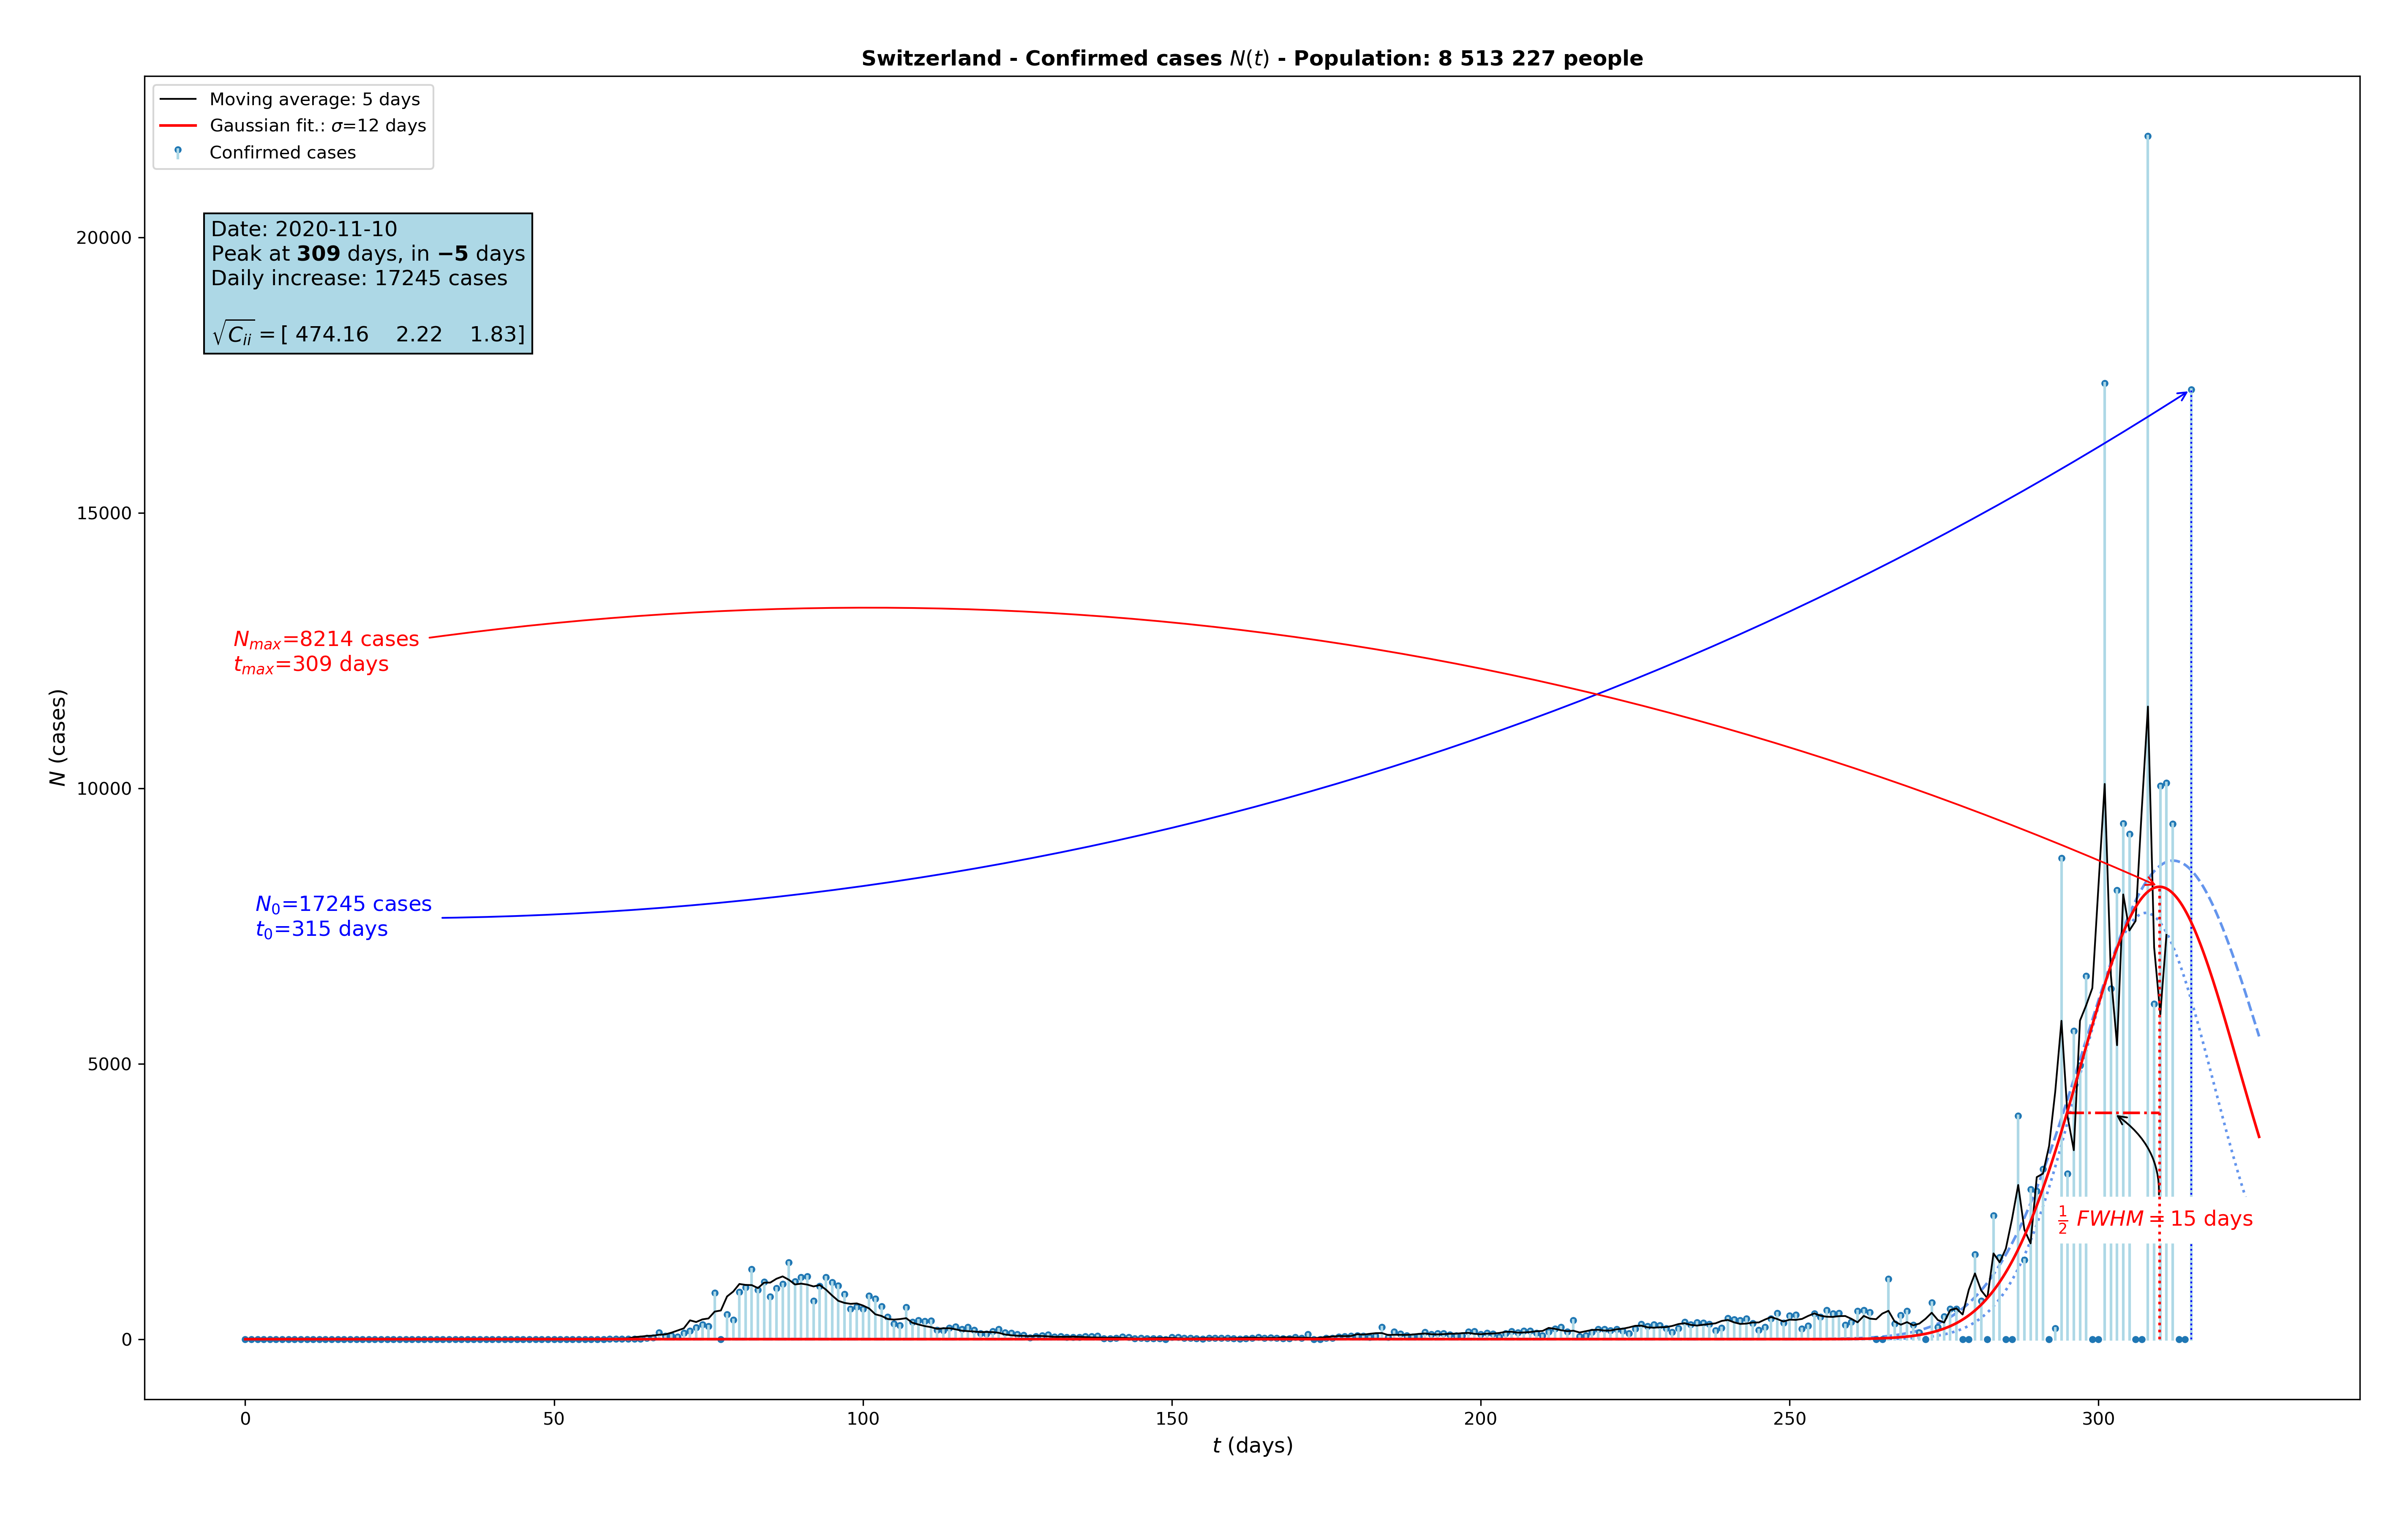 Switzerland - Confirmed cases N(t) - Population: 8 513 227 people
Moving average: 5 days
Gaussian fit.: σ=12 days
Confirmed cases
Date: 2020-11-10
Peak at 309 days, in −5 days
Daily increase: 17245 cases
√C_ii = [ 474.16 2.22 1.83]
N_max=8214 cases
t_max=309 days
N_0=17245 cases
t_0=315 days
½ FWHM = 15 days
N (cases)
20000
15000
10000
5000
0
0 50 100 150 200 250 300
t (days)